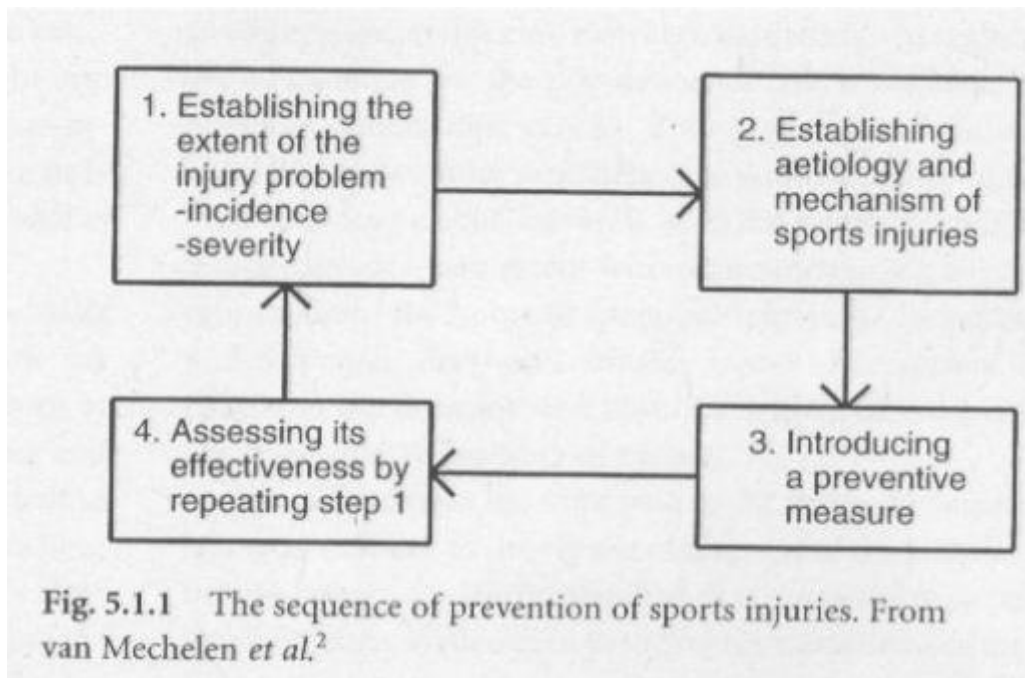 1. Establishing the
extent of the
injury problem
-incidence
-severity
2. Establishing
aetiology and
mechanism of
sports injuries
4. Assessing its
effectiveness by
repeating step 1
3. Introducing
a preventive
measure
Fig. 5.1.1 The sequence of prevention of sports injuries. From
van Mechelen et al.2